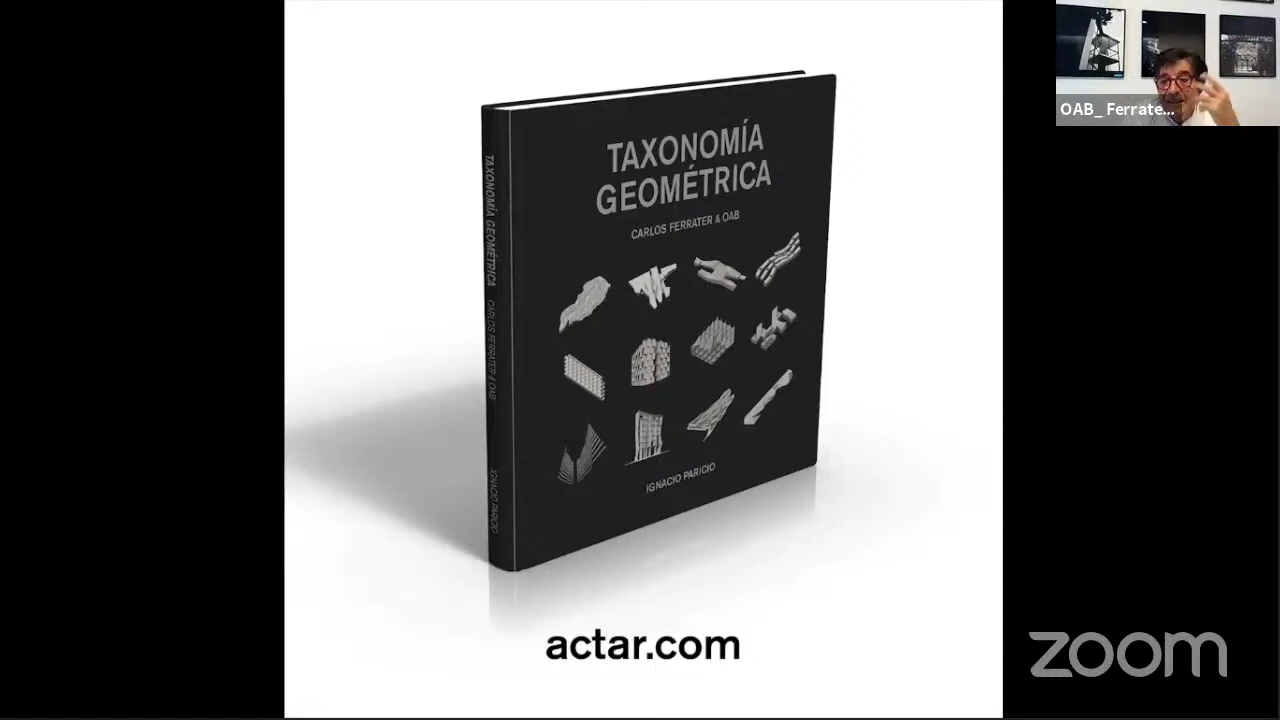 TAXONOMÍA
GEOMÉTRICA
CARLOS FERRATER & OAB
IGNACIO PARICIO
TAXONOMÍA GEOMÉTRICA CARLOS FERRATER & OAB IGNACIO PARICIO
actar.com
OAB_ Ferrate...
zoom